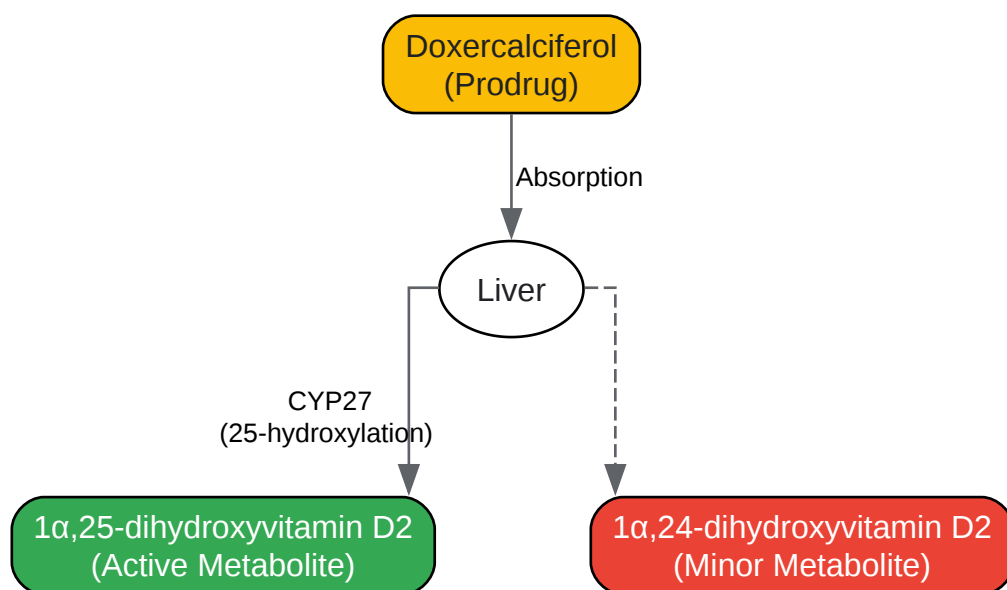 Doxercalciferol
(Prodrug)
Absorption
Liver
CYP27
(25-hydroxylation)
1α,25-dihydroxyvitamin D2
(Active Metabolite)
1α,24-dihydroxyvitamin D2
(Minor Metabolite)